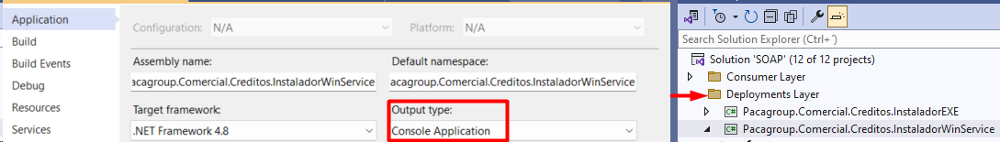 Application
Build
Build Events
Debug
Resources
Services
Configuration: N/A Platform: N/A
Assembly name: Default namespace:
acagroup.Comercial.Creditos.InstaladorWinService acagroup.Comercial.Creditos.InstaladorWinService
Target framework: Output type:
.NET Framework 4.8 Console Application
Search Solution Explorer (Ctrl+´)
Solution 'SOAP' (12 of 12 projects)
Consumer Layer
Deployments Layer
C# Pacagroup.Comercial.Creditos.InstaladorEXE
C# Pacagroup.Comercial.Creditos.InstaladorWinService